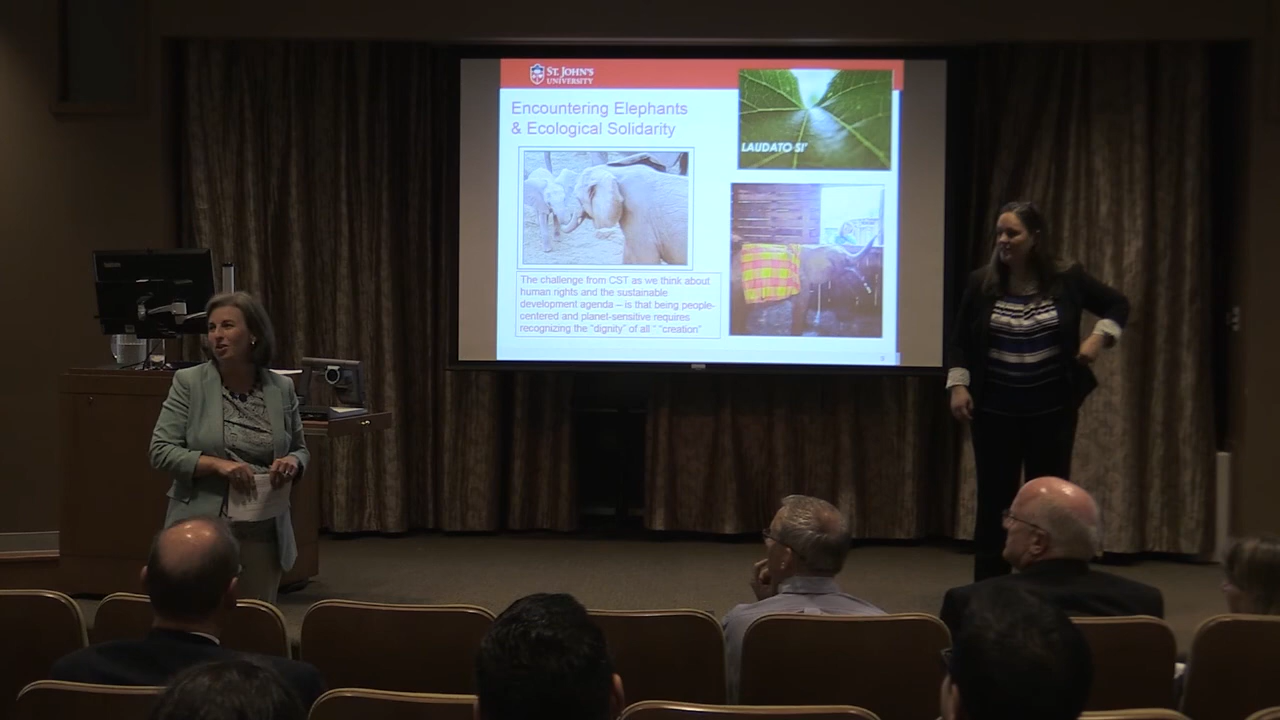 ST. JOHN'S
UNIVERSITY
Encountering Elephants
& Ecological Solidarity
LAUDATO SI'
The challenge from CST as we think about
human rights and the sustainable
development agenda – is that being people-
centered and planet-sensitive requires
recognizing the "dignity" of all " "creation"